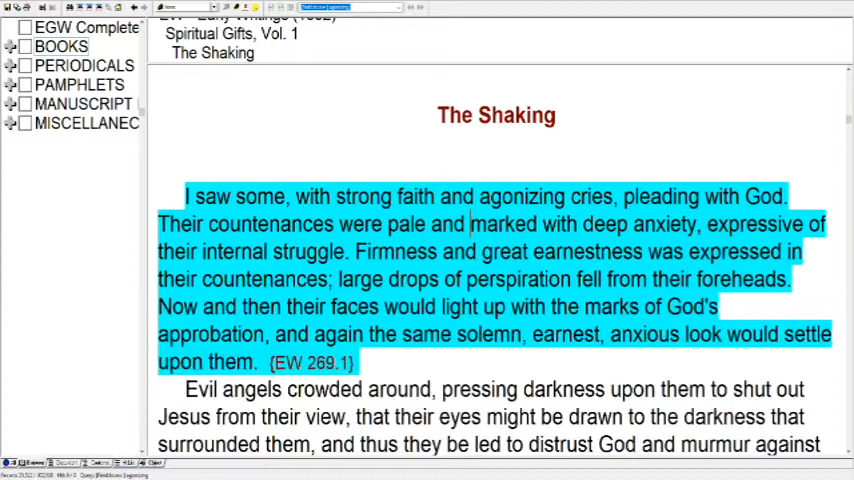 EW - Early Writings (1882)
Spiritual Gifts, Vol. 1
The Shaking
EGW Complete
BOOKS
PERIODICALS
PAMPHLETS
MANUSCRIPT
MISCELLANEC
The Shaking
I saw some, with strong faith and agonizing cries, pleading with God.
Their countenances were pale and marked with deep anxiety, expressive of
their internal struggle. Firmness and great earnestness was expressed in
their countenances; large drops of perspiration fell from their foreheads.
Now and then their faces would light up with the marks of God's
approbation, and again the same solemn, earnest, anxious look would settle
upon them. {EW 269.1}
Evil angels crowded around, pressing darkness upon them to shut out
Jesus from their view, that their eyes might be drawn to the darkness that
surrounded them, and thus they be led to distrust God and murmur against